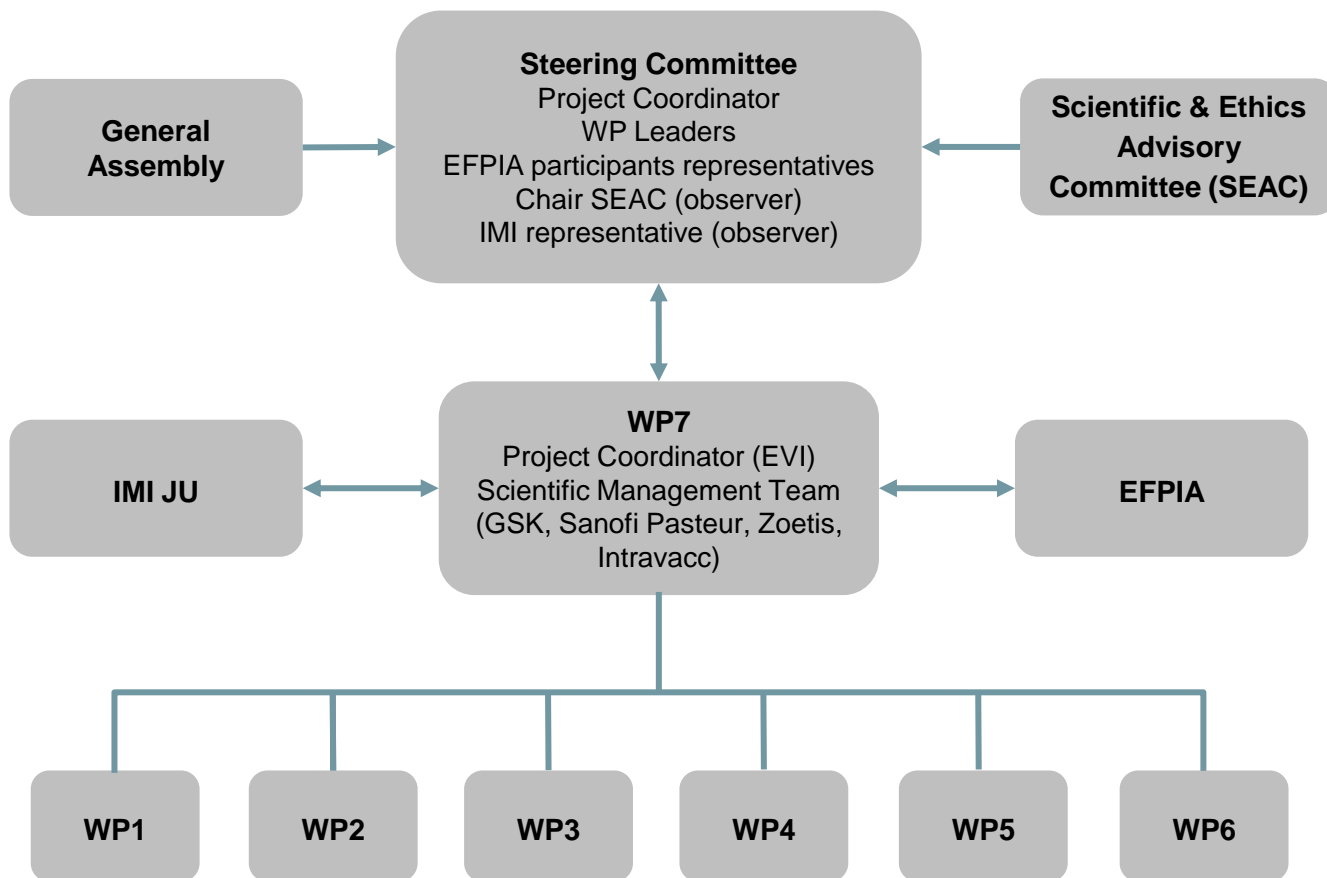 Steering Committee
Project Coordinator
WP Leaders
EFPIA participants representatives
Chair SEAC (observer)
IMI representative (observer)
General
Assembly
Scientific & Ethics
Advisory
Committee (SEAC)
WP7
Project Coordinator (EVI)
Scientific Management Team
(GSK, Sanofi Pasteur, Zoetis,
Intravacc)
IMI JU
EFPIA
WP1
WP2
WP3
WP4
WP5
WP6